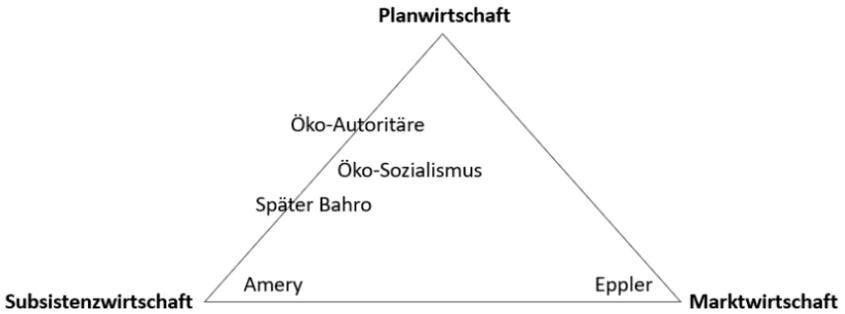 Planwirtschaft
Öko-Autoritäre
Öko-Sozialismus
Später Bahro
Amery
Eppler
Subsistenzwirtschaft
Marktwirtschaft